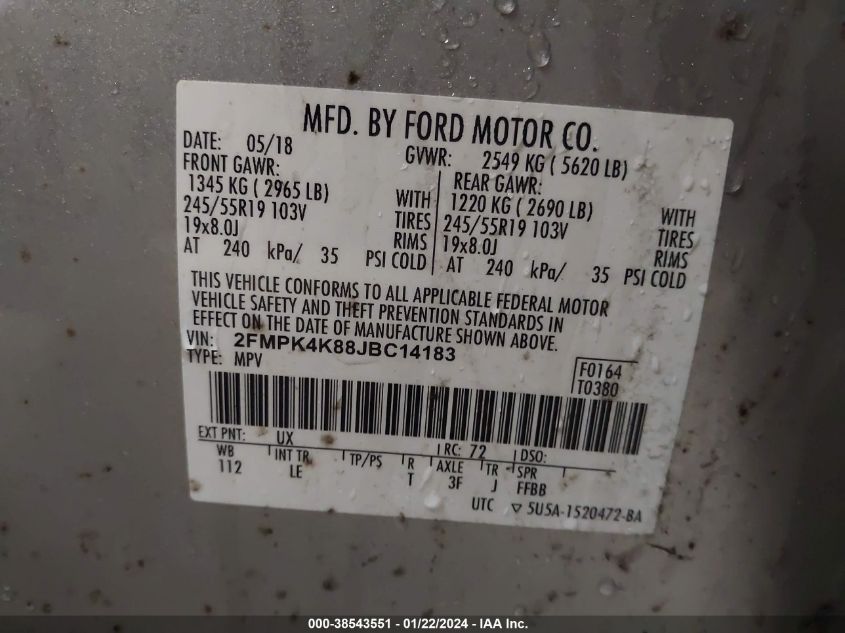 MFD. BY FORD MOTOR CO.
DATE: 05/18 GVWR: 2549 KG ( 5620 LB)
FRONT GAWR: REAR GAWR:
1345 KG ( 2965 LB) WITH 1220 KG ( 2690 LB) WITH
245/55R19 103V TIRES 245/55R19 103V TIRES
19x8.0J RIMS 19x8.0J RIMS
AT 240 kPa/ 35 PSI COLD AT 240 kPa/ 35 PSI COLD
THIS VEHICLE CONFORMS TO ALL APPLICABLE FEDERAL MOTOR
VEHICLE SAFETY AND THEFT PREVENTION STANDARDS IN
EFFECT ON THE DATE OF MANUFACTURE SHOWN ABOVE.
VIN: 2FMPK4K88JBC14183
TYPE: MPV
F0164
T0380
EXT PNT: UX RC: 72 DSO:
WB INT TR TP/PS R AXLE TR SPR
112 LE T 3F J FFBB
UTC ▽ 5U5A-1520472-BA
000-38543551 - 01/22/2024 - IAA Inc.